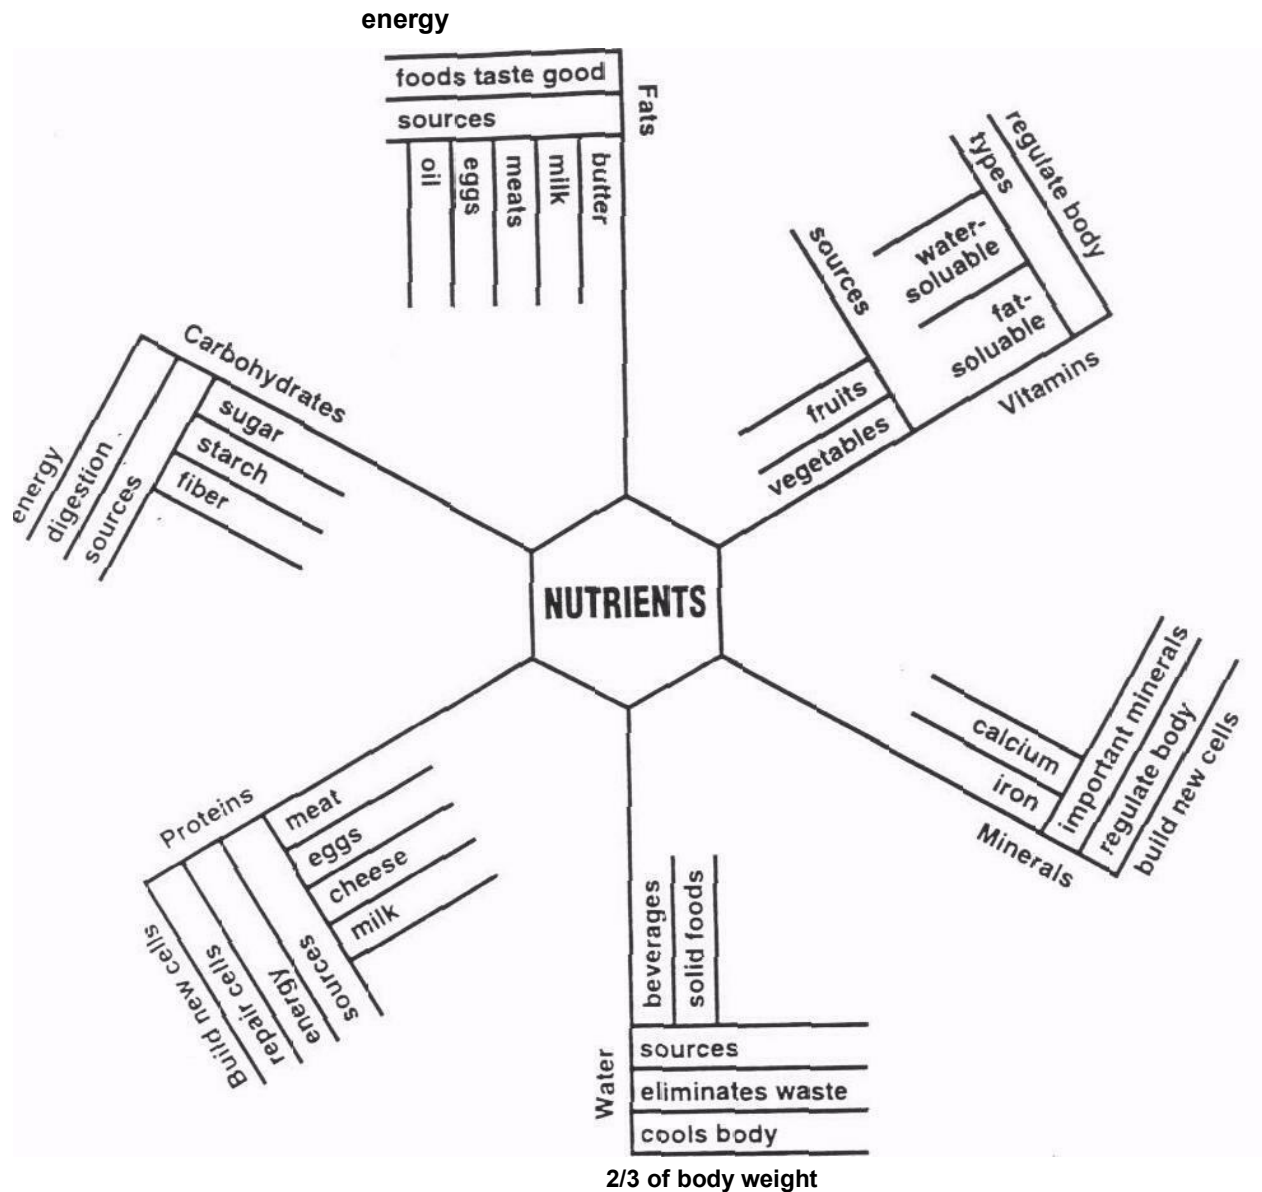 energy
foods taste good
Fats
sources
oil
eggs
meats
milk
butter
regulate body
types
water-
soluable
fat-
soluable
sources
fruits
vegetables
Vitamins
Carbohydrates
energy
digestion
sources
sugar
starch
fiber
NUTRIENTS
calcium
iron
important minerals
regulate body
build new cells
Minerals
Proteins
meat
eggs
cheese
milk
sources
energy
repair cells
Build new cells
beverages
solid foods
Water
sources
eliminates waste
cools body
2/3 of body weight